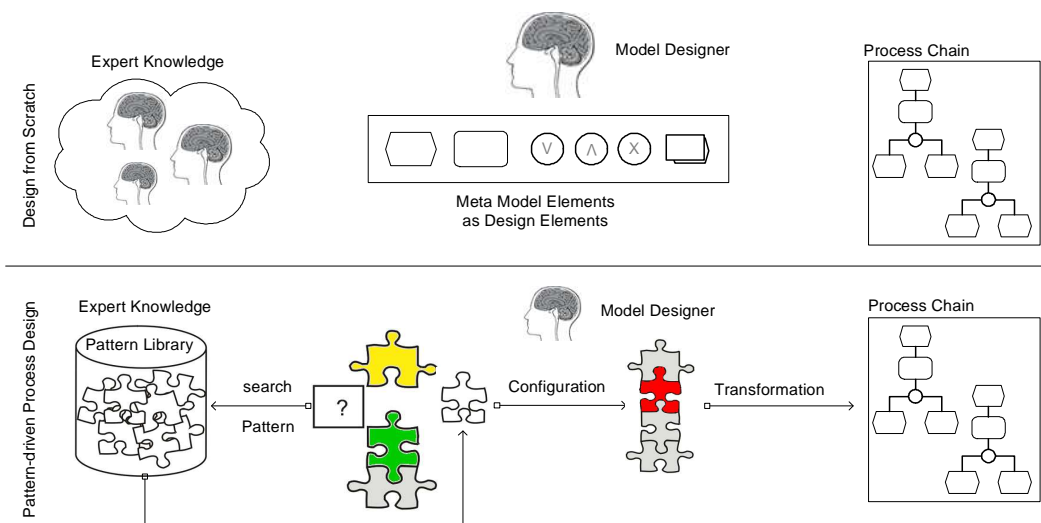 Design from Scratch
Expert Knowledge
Model Designer
Process Chain
V
Λ
X
Meta Model Elements
as Design Elements
Pattern-driven Process Design
Expert Knowledge
Pattern Library
search
Pattern
?
Model Designer
Configuration
Transformation
Process Chain